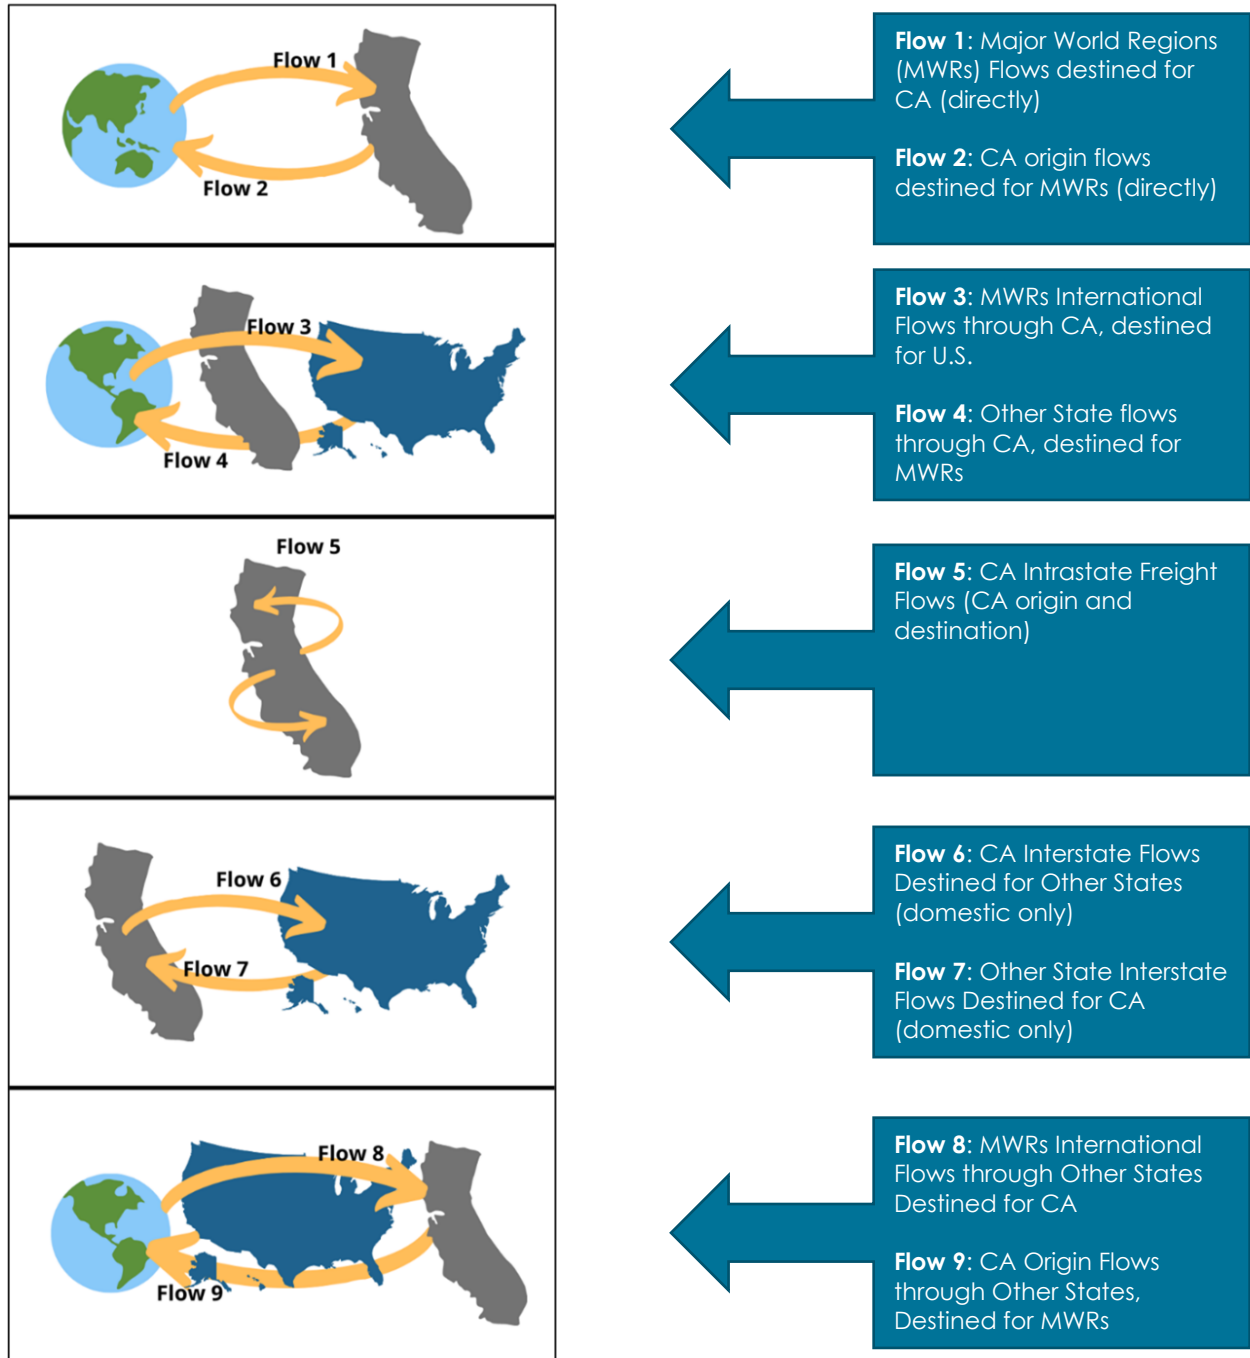 Flow 1
Flow 2
Flow 1: Major World Regions
(MWRs) Flows destined for
CA (directly)
Flow 2: CA origin flows
destined for MWRs (directly)
Flow 3
Flow 4
Flow 3: MWRs International
Flows through CA, destined
for U.S.
Flow 4: Other State flows
through CA, destined for
MWRs
Flow 5
Flow 5: CA Intrastate Freight
Flows (CA origin and
destination)
Flow 6
Flow 7
Flow 6: CA Interstate Flows
Destined for Other States
(domestic only)
Flow 7: Other State Interstate
Flows Destined for CA
(domestic only)
Flow 8
Flow 9
Flow 8: MWRs International
Flows through Other States
Destined for CA
Flow 9: CA Origin Flows
through Other States,
Destined for MWRs